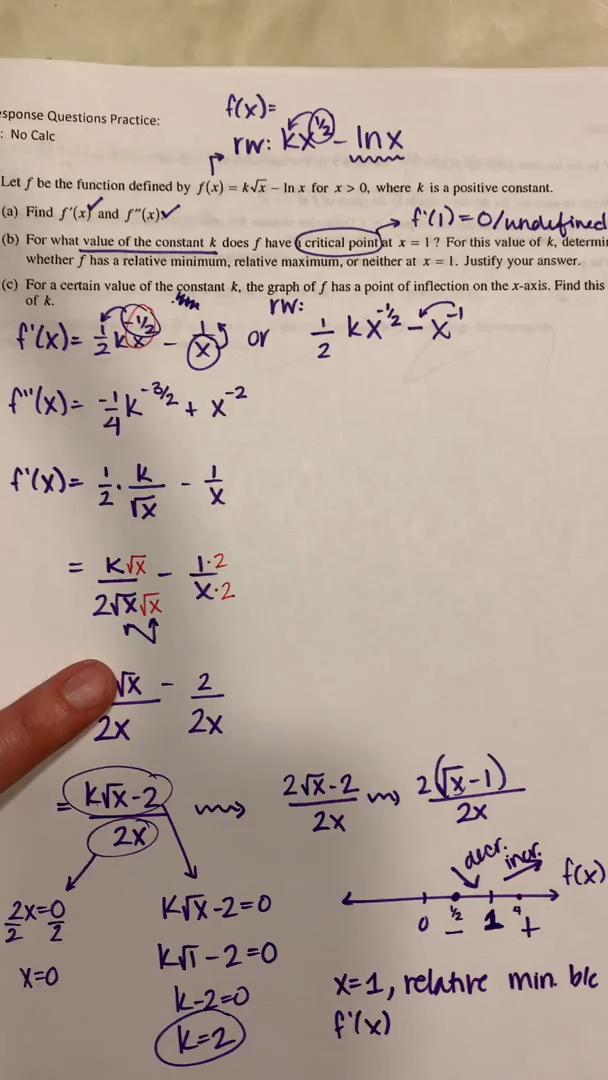 esponse Questions Practice:
: No Calc
f(x)=
rw: kx^1/2 - lnx
Let f be the function defined by f(x) = k√x − ln x for x > 0, where k is a positive constant.
(a) Find f′(x) ✓ and f″(x) ✓
→ f'(1)=0/undefined
(b) For what value of the constant k does f have a critical point at x = 1? For this value of k, determi
whether f has a relative minimum, relative maximum, or neither at x = 1. Justify your answer.
(c) For a certain value of the constant k, the graph of f has a point of inflection on the x-axis. Find this
of k.
rw:
f'(x)= 1/2 kx^-1/2 - 1/x or 1/2 kx^-1/2 - x^-1
f"(x)= -1/4 k^-3/2 + x^-2
f'(x)= 1/2 · k/√x - 1/x
= k√x/2√x√x - 1·2/x·2
√x/2x - 2/2x
= k√x-2/2x → 2√x-2/2x → 2(√x-1)/2x
decr. incr.
f(x)
0 1/2 1 4
- +
2x=0
2 2
x=0
k√x-2=0
k√1-2=0
k-2=0
k=2
x=1, relative min. b/c
f'(x)